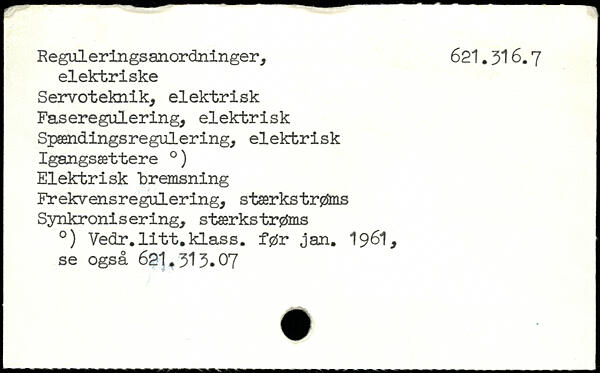 Reguleringsanordninger, 621.316.7
elektriske
Servoteknik, elektrisk
Faseregulering, elektrisk
Spændingsregulering, elektrisk
Igangsættere °)
Elektrisk bremsning
Frekvensregulering, stærkstrøms
Synkronisering, stærkstrøms
°) Vedr.litt.klass. før jan. 1961,
se også 621.313.07